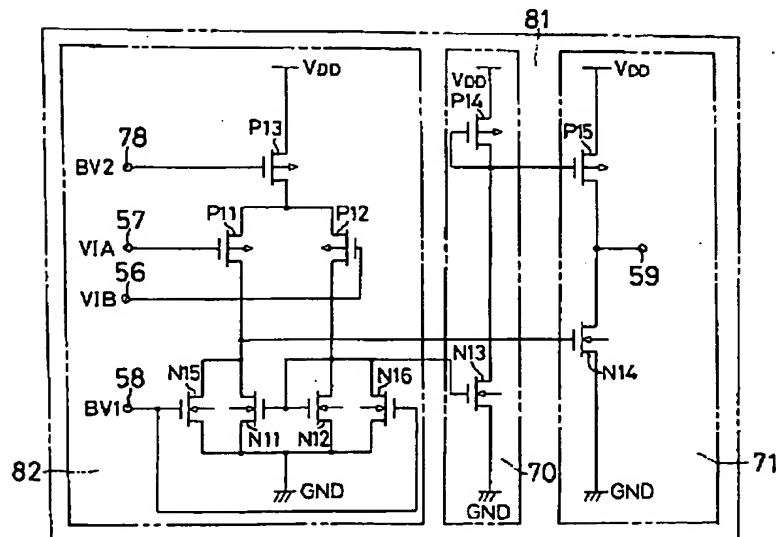 81
VDD
VDD
VDD
P14
P13
P15
78
BV2
57
P11
P12
VIA
56
59
VIB
N13
N15
N16
N14
58
BV1
N11
N12
82
70
71
GND
GND
GND